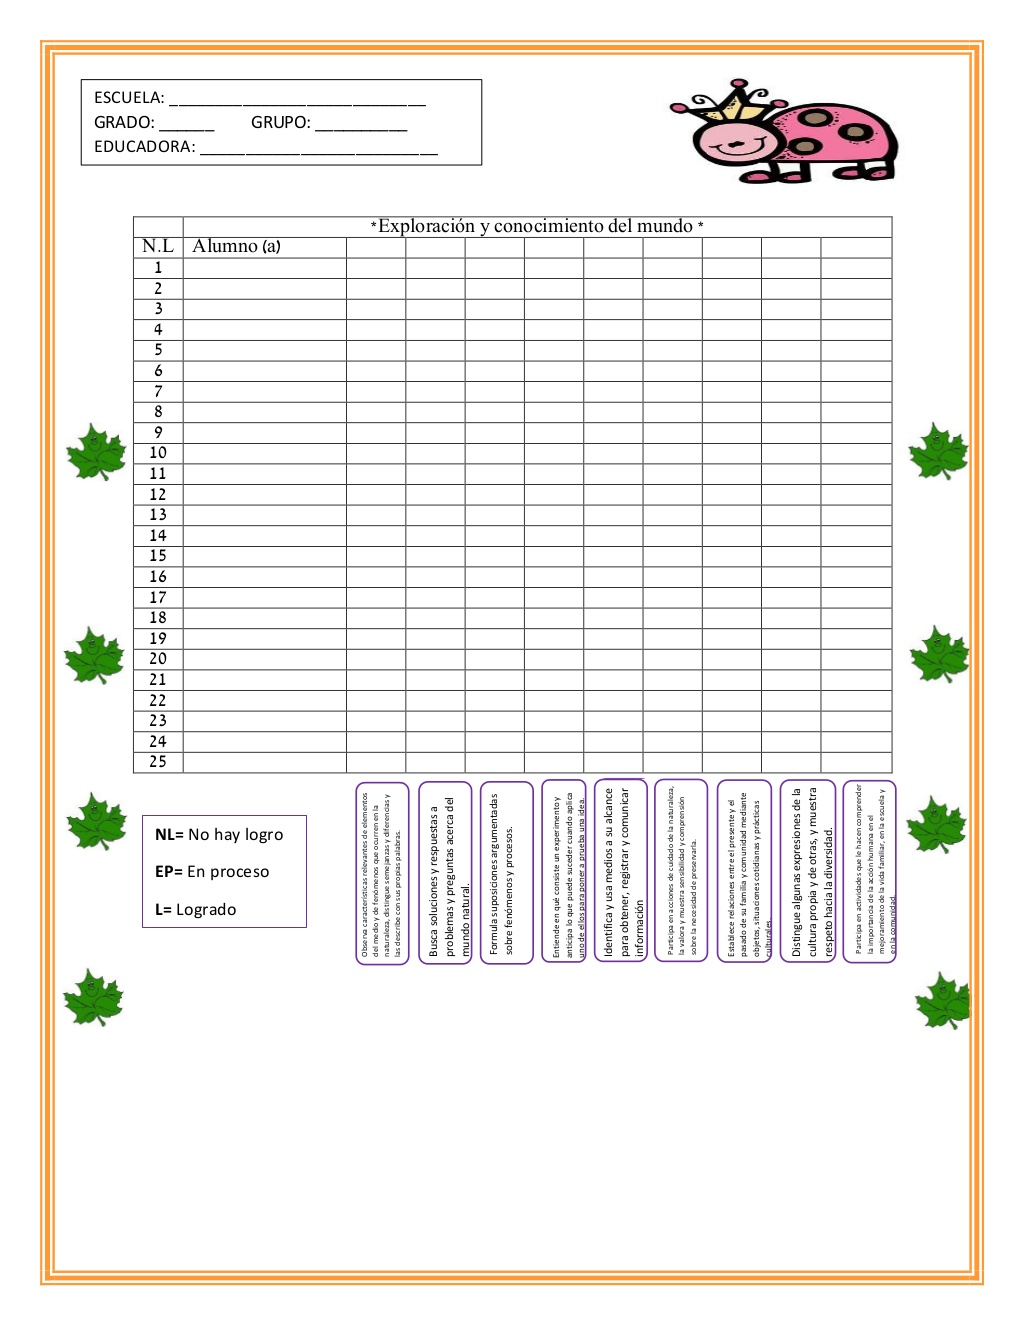 ESCUELA: ____________________________
GRADO: ______ GRUPO: __________
EDUCADORA: __________________________
*Exploración y conocimiento del mundo *
N.L Alumno (a)
1
2
3
4
5
6
7
8
9
10
11
12
13
14
15
16
17
18
19
20
21
22
23
24
25
NL= No hay logro
EP= En proceso
L= Logrado
Observa características relevantes de elementos
del medio y de fenómenos que ocurren en la
naturaleza, distingue semejanzas y diferencias y
las describe con sus propias palabras.
Busca soluciones y respuestas a
problemas y preguntas acerca del
mundo natural.
Formula suposiciones argumentadas
sobre fenómenos y procesos.
Entiende en qué consiste un experimento y
anticipa lo que puede suceder cuando aplica
uno de ellos para poner a prueba una idea.
Identifica y usa medios a su alcance
para obtener, registrar y comunicar
información
Participa en acciones de cuidado de la naturaleza,
la valora y muestra sensibilidad y comprensión
sobre la necesidad de preservarla.
Establece relaciones entre el presente y el
pasado de su familia y comunidad mediante
objetos, situaciones cotidianas y prácticas
culturales.
Distingue algunas expresiones de la
cultura propia y de otras, y muestra
respeto hacia la diversidad.
Participa en actividades que le hacen comprender
la importancia de la acción humana en el
mejoramiento de la vida familiar, en la escuela y
en la comunidad.